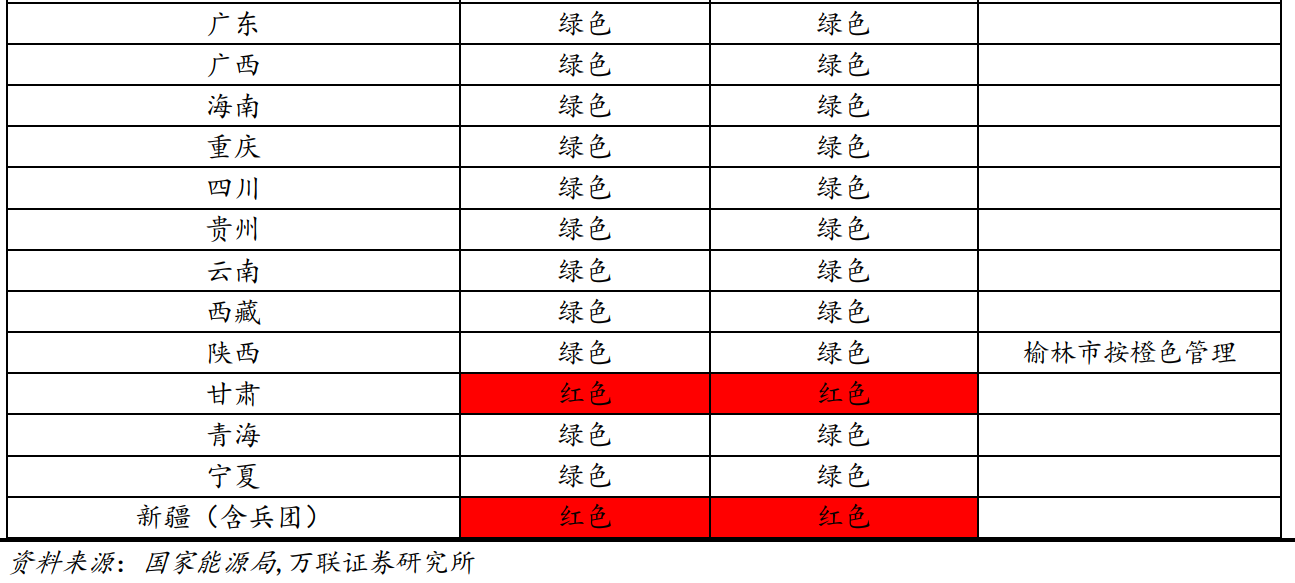 广东 绿色 绿色
广西 绿色 绿色
海南 绿色 绿色
重庆 绿色 绿色
四川 绿色 绿色
贵州 绿色 绿色
云南 绿色 绿色
西藏 绿色 绿色
陕西 绿色 绿色 榆林市按橙色管理
甘肃 红色 红色
青海 绿色 绿色
宁夏 绿色 绿色
新疆（含兵团） 红色 红色
资料来源：国家能源局,万联证券研究所